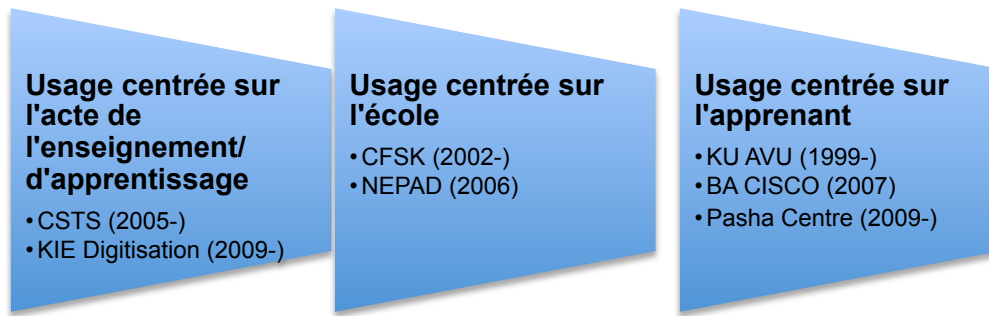 Usage centrée sur
l'acte de
l'enseignement/
d'apprentissage
•CSTS (2005-)
•KIE Digitisation (2009-)
Usage centrée sur
l'école
•CFSK (2002-)
•NEPAD (2006)
Usage centrée sur
l'apprenant
•KU AVU (1999-)
•BA CISCO (2007)
•Pasha Centre (2009-)